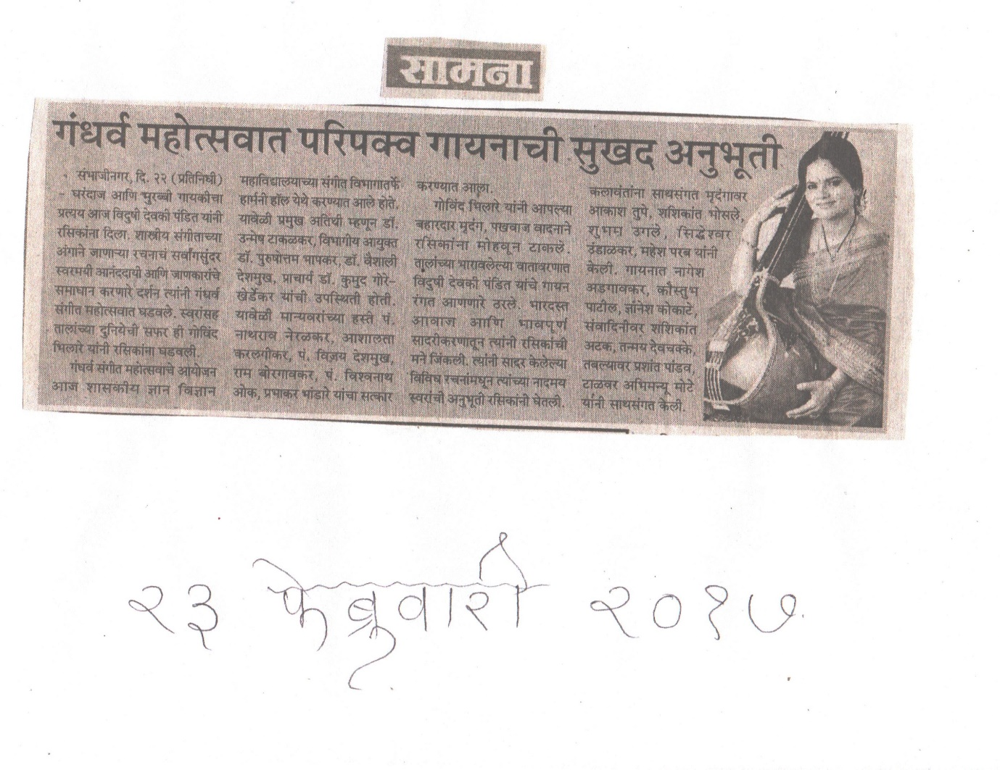 सामना
गंधर्व महोत्सवात परिपक्व गायनाची सुखद अनुभूती
संभाजीनगर, दि. २२ (प्रतिनिधी)
- घरंदाज आणि मुरब्बी गायकीचा
प्रत्यय आज विदुषी देवकी पंडित यांनी
रसिकांना दिला. शास्त्रीय संगीताच्या
अंगाने जाणाऱ्या रचनाचं सर्वांगसुंदर
स्वरमयी आनंददायी आणि जाणकारांचे
समाधान करणारे दर्शन त्यांनी गंधर्व
संगीत महोत्सवात घडवले. स्वरांसह
तालांच्या दुनियेची सफर ही गोविंद
भिलारे यांनी रसिकांना घडवली.
गंधर्व संगीत महोत्सवाचे आयोजन
आज शासकीय ज्ञान विज्ञान
महाविद्यालयाच्या संगीत विभागातर्फे
हार्मनी हॉल येथे करण्यात आले होते.
यावेळी प्रमुख अतिथी म्हणून डॉ.
उन्मेष टाकळकर, विभागीय आयुक्त
डॉ. पुरुषोत्तम भापकर, डॉ. वैशाली
देशमुख, प्राचार्य डॉ. कुमुद गोरे-
खेर्डेकर यांची उपस्थिती होती.
यावेळी मान्यवरांच्या हस्ते पं.
नाथराव नेरळकर, आशालता
करलगीकर, पं. विजय देशमुख,
राम बोरगावकर, पं. विश्वनाथ
ओक, प्रभाकर भांडारे यांचा सत्कार
करण्यात आला.
गोविंद भिलारे यांनी आपल्या
बहारदार मृदंग, पखवाज वादनाने
रसिकांना मोहवून टाकले.
तालांच्या भारावलेल्या वातावरणात
विदुषी देवकी पंडित यांचे गायन
रंगत आणणारे ठरले. भारदस्त
आवाज आणि भावपूर्ण
सादरीकरणातून त्यांनी रसिकांची
मने जिंकली. त्यांनी सादर केलेल्या
विविध रचनांमधून त्यांच्या नादमय
स्वरांची अनुभूती रसिकांनी घेतली.
कलावंतांना साथसंगत मृदंगावर
आकाश तुपे, शशिकांत भोसले,
शुभम उगले, सिद्धेश्वर
उंडाळकर, महेश परब यांनी
केली. गायनात नागेश
अडगावकर, कौस्तुभ
पाटील, ज्ञानेश कोकाटे,
संवादिनीवर शशिकांत
अटक, तन्मय देवचक्के,
तबल्यावर प्रशांत पांडव,
टाळवर अभिमन्यू मोटे
यांनी साथसंगत केली.
२३ फेब्रुवारी २०१७